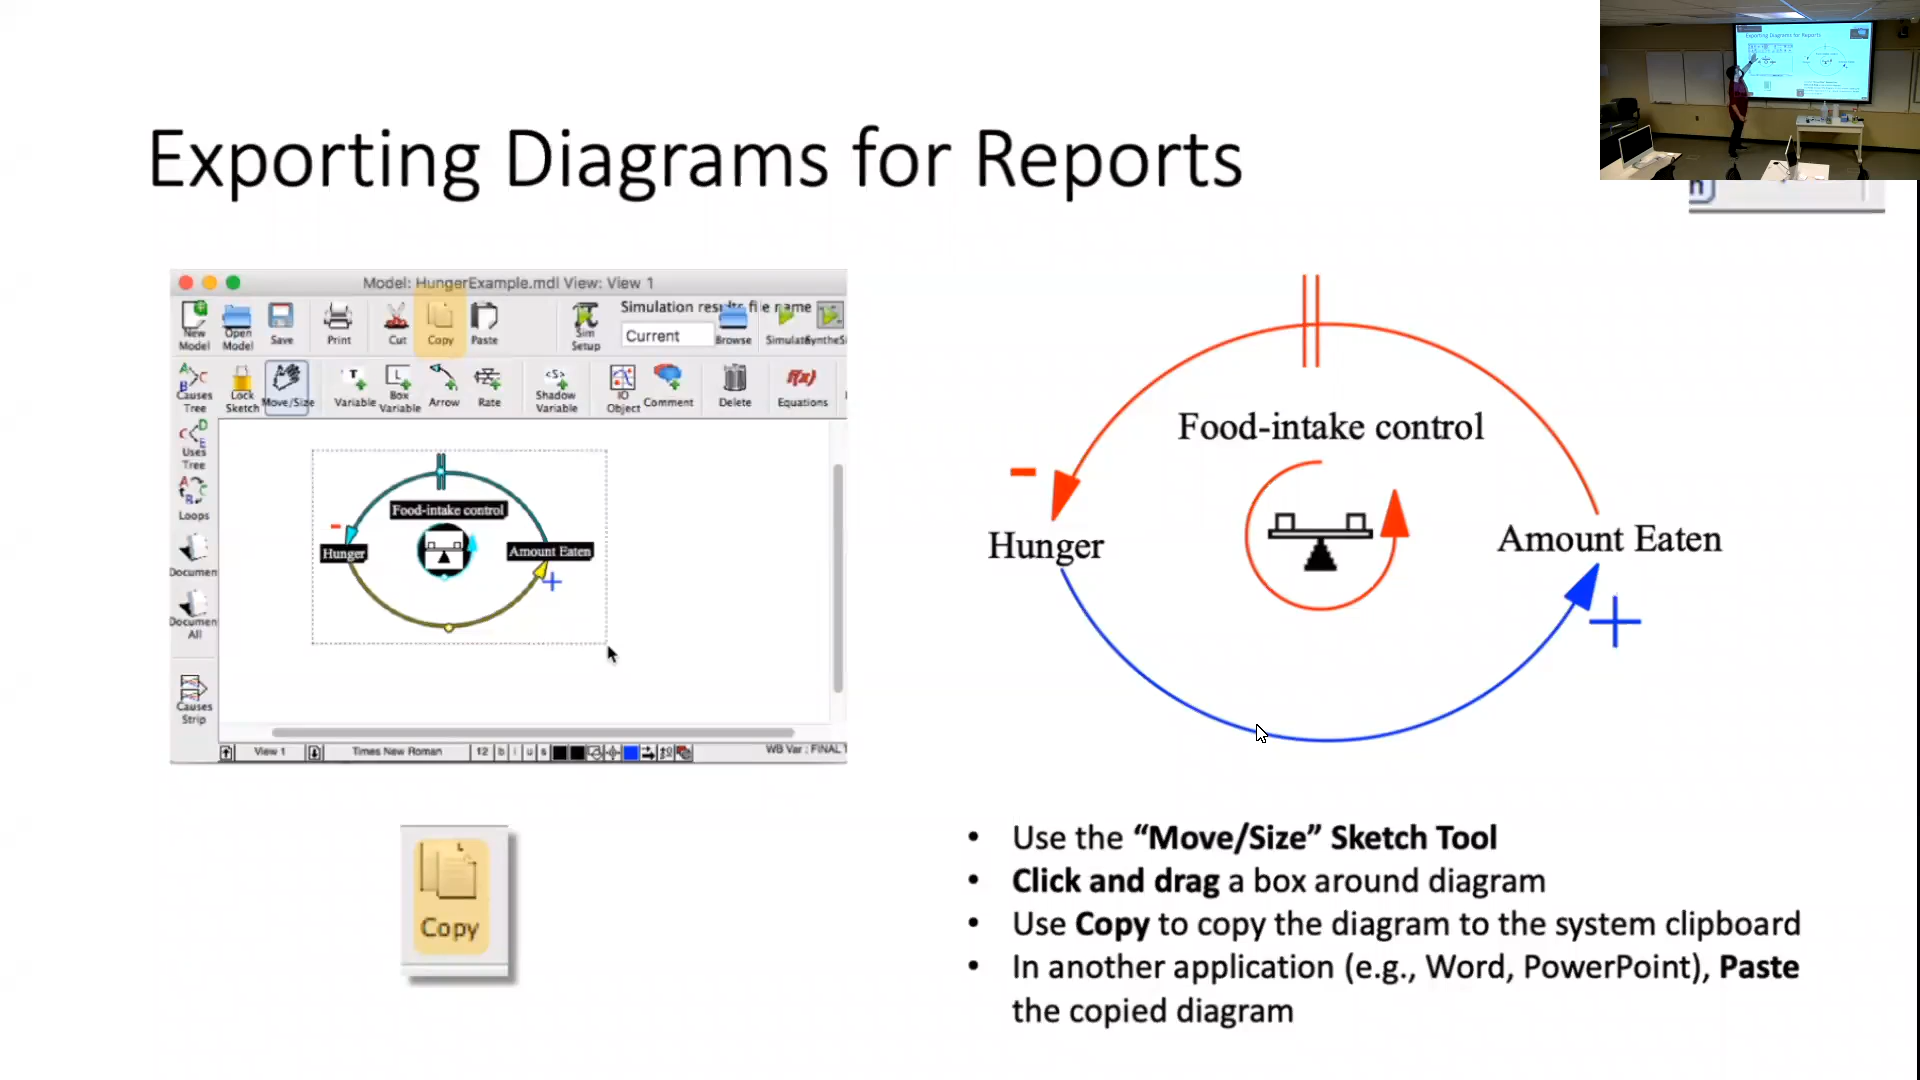 Exporting Diagrams for Reports
Model: HungerExample.mdl View: View 1
New Model
Open Model
Save
Print
Cut
Copy
Paste
Sim Setup
Simulation results file name
Current
Browse
Causes Tree
Lock Sketch
Move/Size
Variable
Box Variable
Arrow
Rate
Shadow Variable
IO Object
Comment
Delete
Equations
Uses Tree
Loops
Documen
Documen All
Causes Strip
Food-intake control
Hunger
Amount Eaten
-
+
View 1
Times New Roman
12
b
i
u
s
WB Var : FINAL T
Copy
Food-intake control
-
Hunger
Amount Eaten
+
• Use the “Move/Size” Sketch Tool
• Click and drag a box around diagram
• Use Copy to copy the diagram to the system clipboard
• In another application (e.g., Word, PowerPoint), Paste
the copied diagram
Exporting Diagrams for Reports